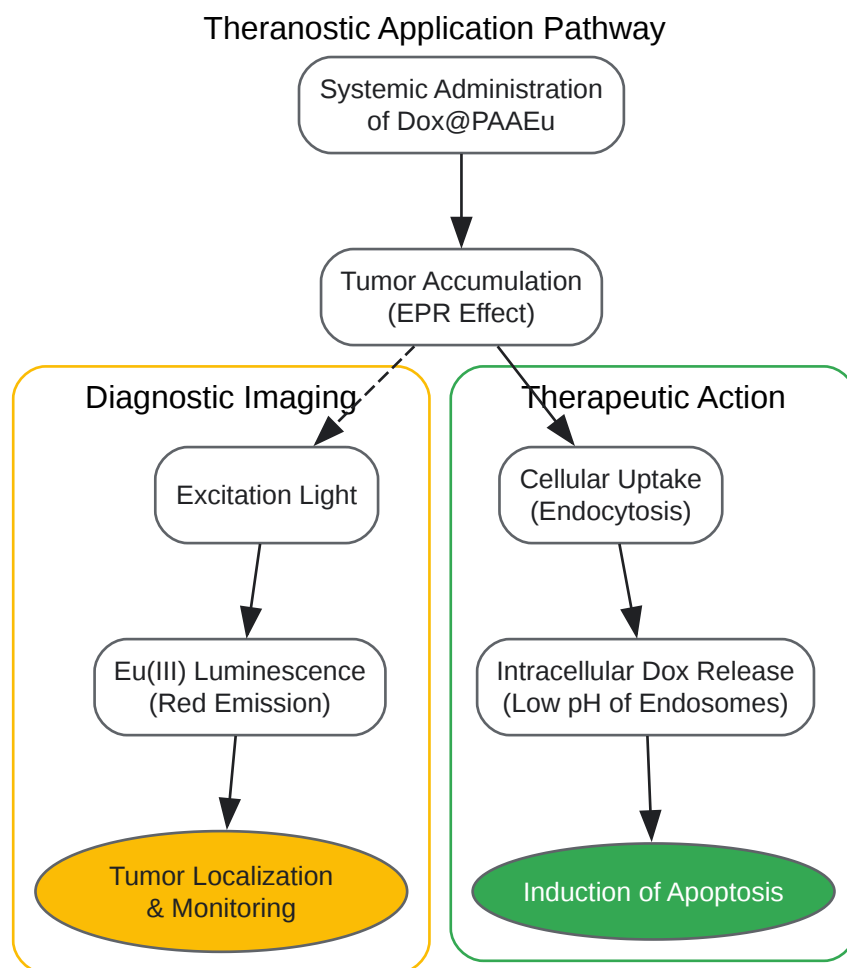 Theranostic Application Pathway
Systemic Administration
of Dox@PAAEu
Tumor Accumulation
(EPR Effect)
Diagnostic Imaging
Excitation Light
Eu(III) Luminescence
(Red Emission)
Tumor Localization
& Monitoring
Therapeutic Action
Cellular Uptake
(Endocytosis)
Intracellular Dox Release
(Low pH of Endosomes)
Induction of Apoptosis